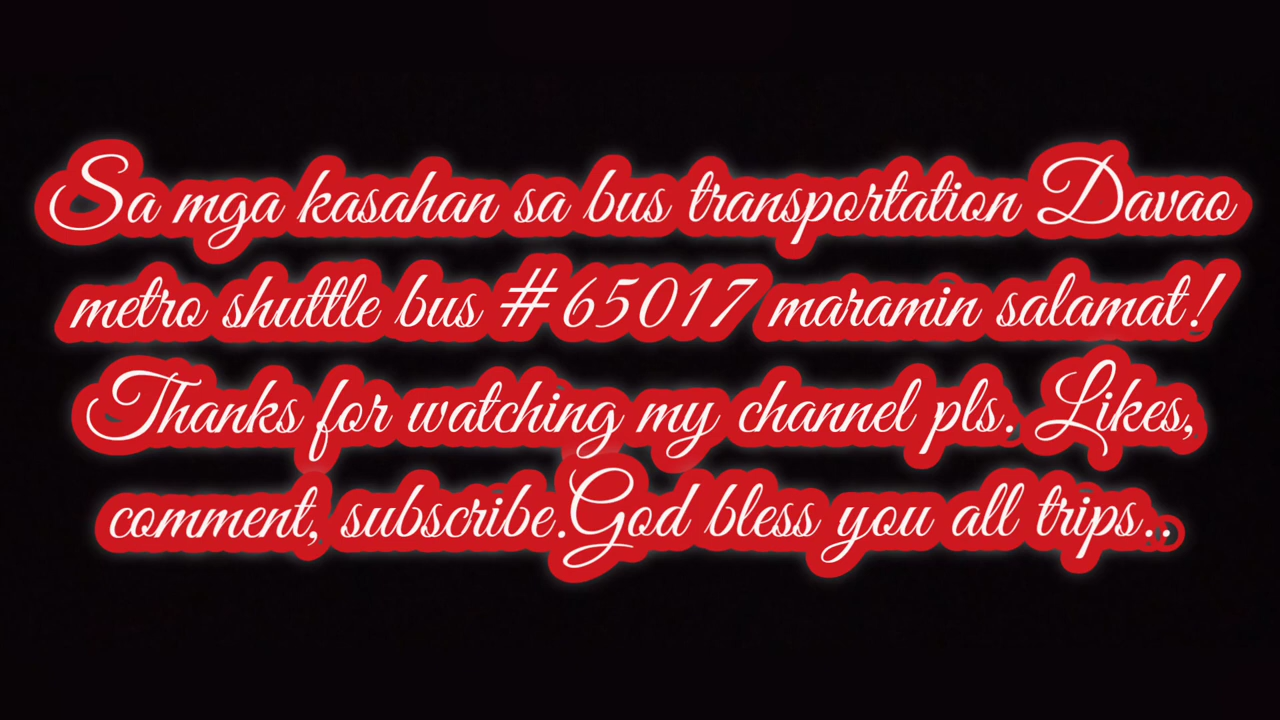 Sa mga kasahan sa bus transportation Davao
metro shuttle bus #65017 maramin salamat!
Thanks for watching my channel pls. Likes,
comment, subscribe.God bless you all trips..